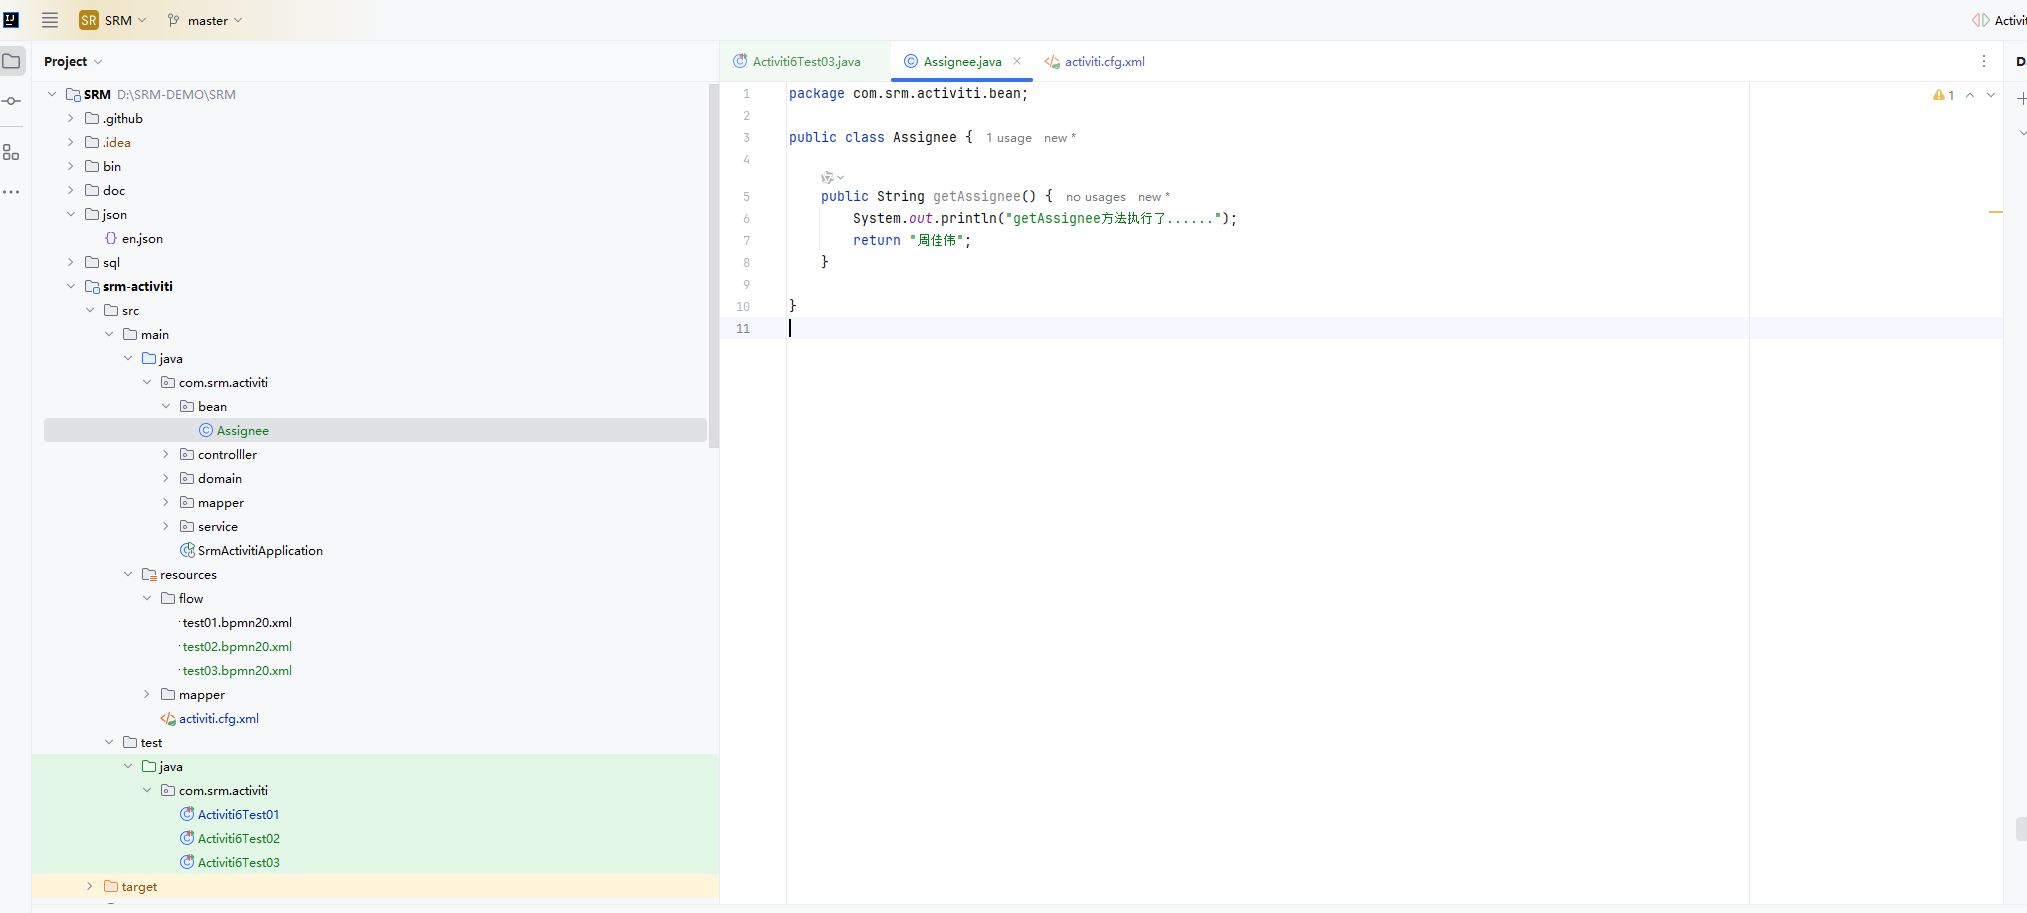 SR SRM master
Activit
Project
SRM D:\SRM-DEMO\SRM
.github
.idea
bin
doc
json
en.json
sql
srm-activiti
src
main
java
com.srm.activiti
bean
Assignee
controlller
domain
mapper
service
SrmActivitiApplication
resources
flow
test01.bpmn20.xml
test02.bpmn20.xml
test03.bpmn20.xml
mapper
activiti.cfg.xml
test
java
com.srm.activiti
Activiti6Test01
Activiti6Test02
Activiti6Test03
target
Activiti6Test03.java Assignee.java activiti.cfg.xml
1 package com.srm.activiti.bean;
2
3 public class Assignee { 1 usage new *
4
5 public String getAssignee() { no usages new *
6 System.out.println("getAssignee方法执行了......");
7 return "周佳伟";
8 }
9
10 }
11
1
D